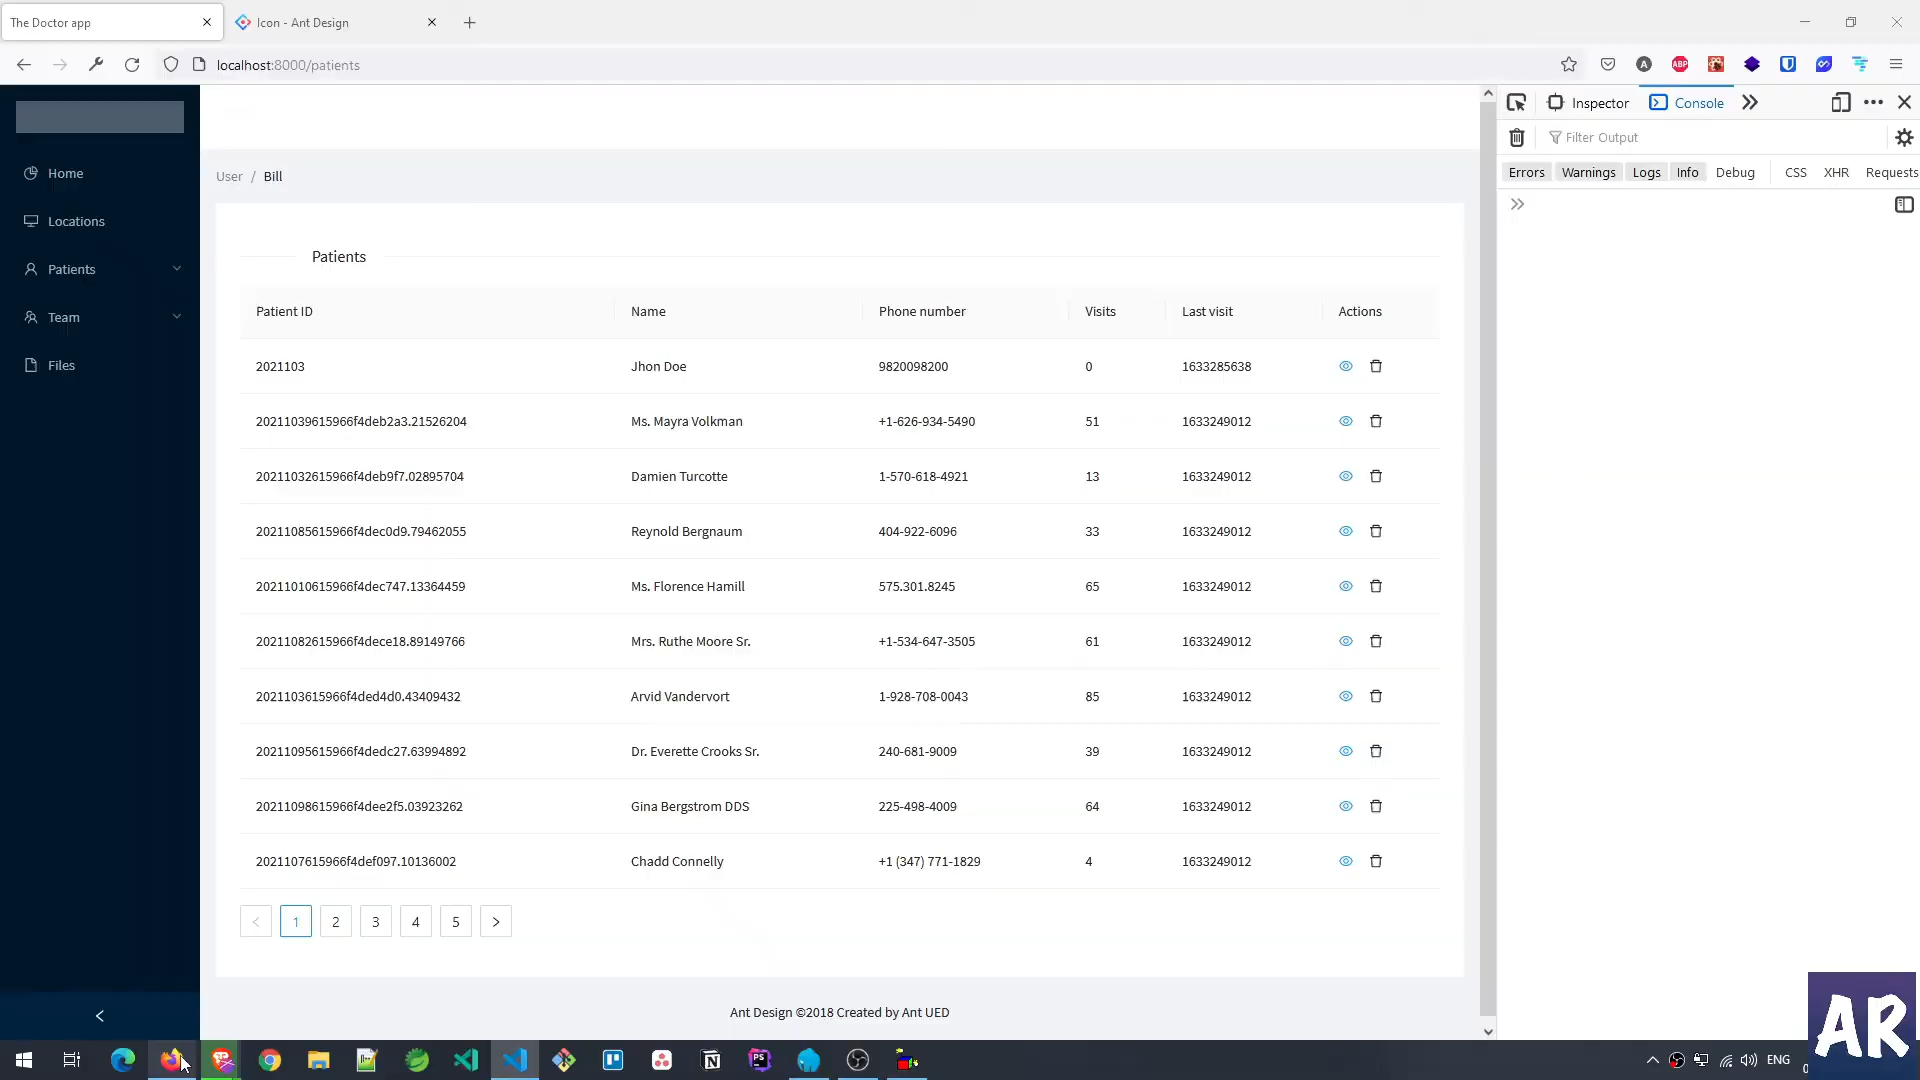 The Doctor app
Icon - Ant Design
localhost:8000/patients
ABP
Inspector
Console
Filter Output
Errors Warnings Logs Info Debug CSS XHR Requests
Home
Locations
Patients
Team
Files
User / Bill
Patients
Patient ID Name Phone number Visits Last visit Actions
2021103 Jhon Doe 9820098200 0 1633285638
20211039615966f4deb2a3.21526204 Ms. Mayra Volkman +1-626-934-5490 51 1633249012
20211032615966f4deb9f7.02895704 Damien Turcotte 1-570-618-4921 13 1633249012
20211085615966f4dec0d9.79462055 Reynold Bergnaum 404-922-6096 33 1633249012
20211010615966f4dec747.13364459 Ms. Florence Hamill 575.301.8245 65 1633249012
20211082615966f4dece18.89149766 Mrs. Ruthe Moore Sr. +1-534-647-3505 61 1633249012
2021103615966f4ded4d0.43409432 Arvid Vandervort 1-928-708-0043 85 1633249012
20211095615966f4dedc27.63994892 Dr. Everette Crooks Sr. 240-681-9009 39 1633249012
20211098615966f4dee2f5.03923262 Gina Bergstrom DDS 225-498-4009 64 1633249012
2021107615966f4def097.10136002 Chadd Connelly +1 (347) 771-1829 4 1633249012
1 2 3 4 5
Ant Design ©2018 Created by Ant UED
ENG
AR